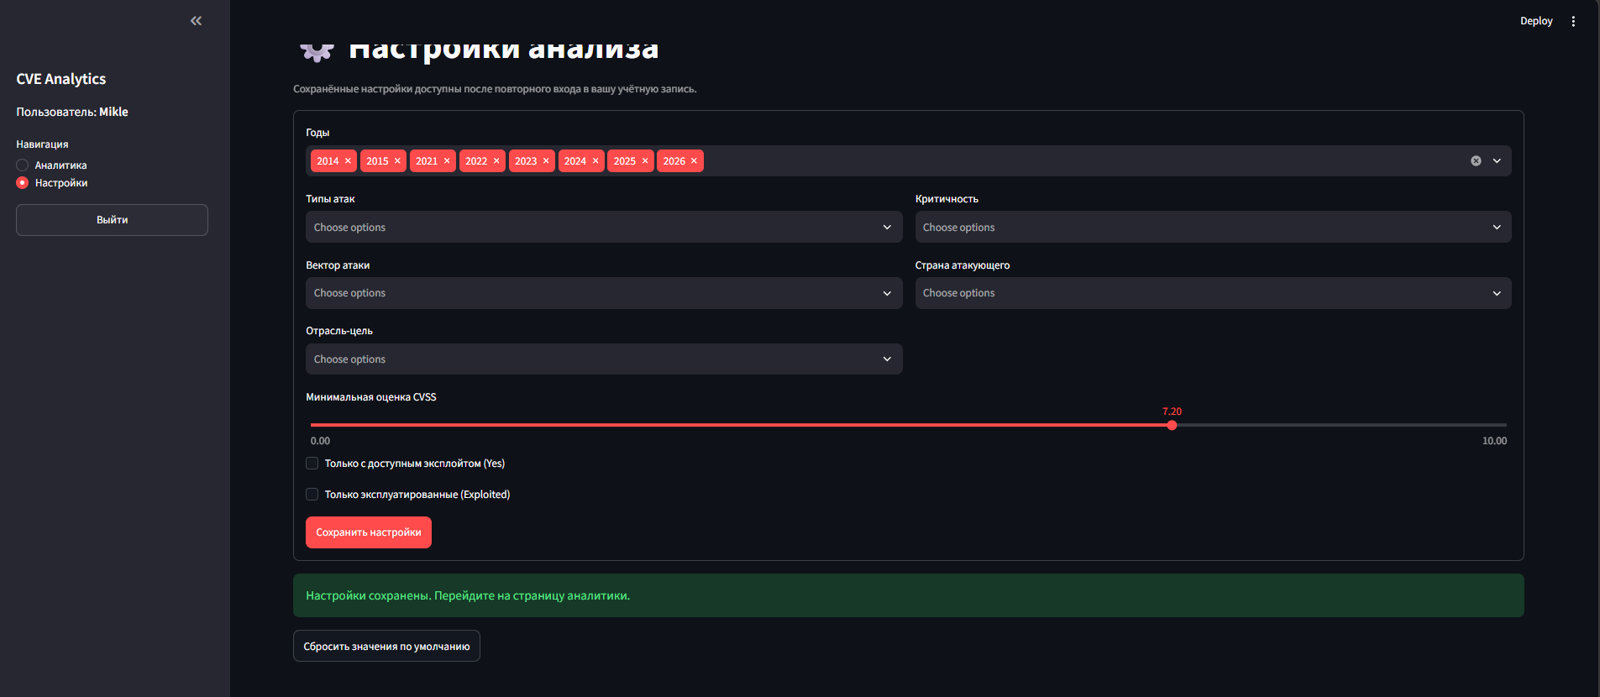 Deploy
CVE Analytics
Пользователь: Mikle
Навигация
Аналитика
Настройки
Выйти
Настройки анализа
Сохранённые настройки доступны после повторного входа в вашу учётную запись.
Годы
2014 × 2015 × 2021 × 2022 × 2023 × 2024 × 2025 × 2026 ×
Типы атак
Choose options
Критичность
Choose options
Вектор атаки
Choose options
Страна атакующего
Choose options
Отрасль-цель
Choose options
Минимальная оценка CVSS
7.20
0.00 10.00
Только с доступным эксплойтом (Yes)
Только эксплуатированные (Exploited)
Сохранить настройки
Настройки сохранены. Перейдите на страницу аналитики.
Сбросить значения по умолчанию